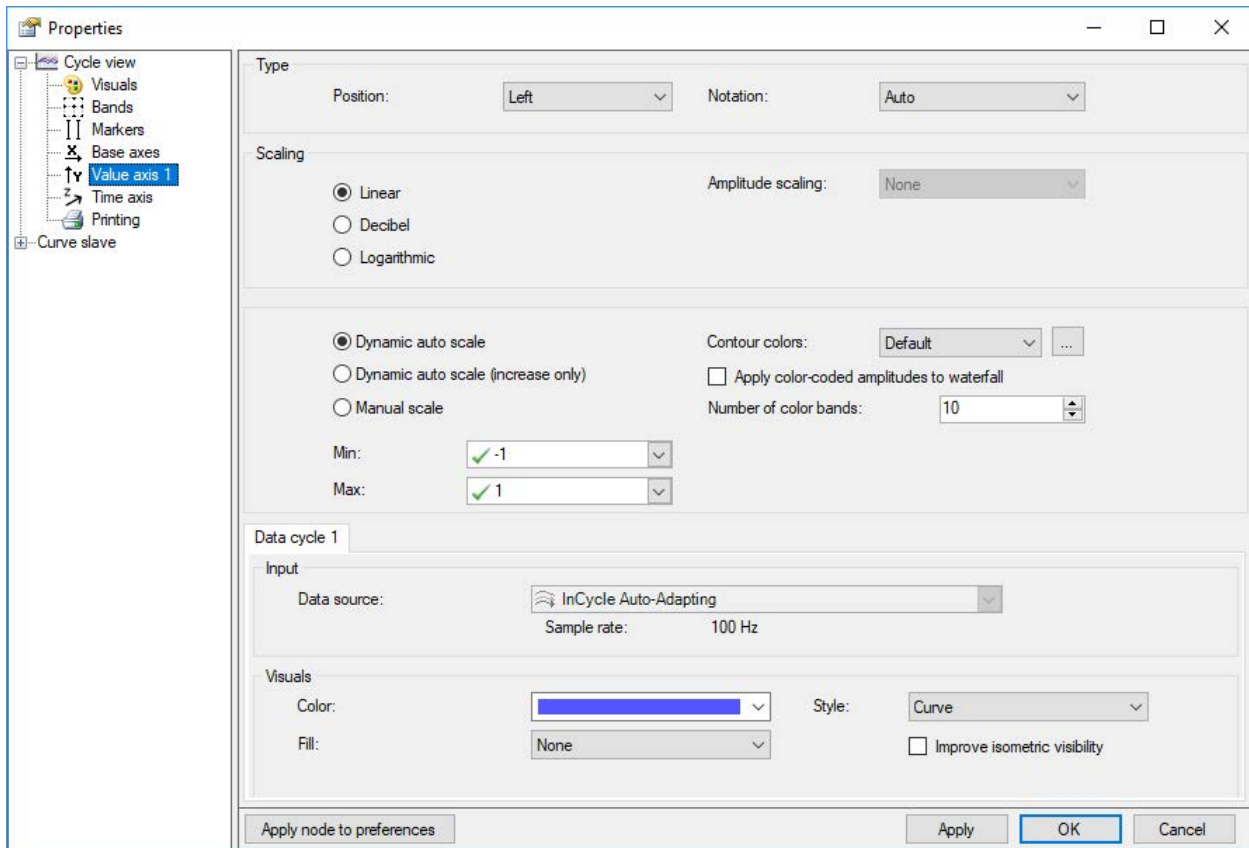 Properties
Cycle view
Visuals
Bands
Markers
Base axes
Value axis 1
Time axis
Printing
Curve slave
Type
Position: Left Notation: Auto
Scaling
Linear Amplitude scaling: None
Decibel
Logarithmic
Dynamic auto scale Contour colors: Default ...
Dynamic auto scale (increase only) Apply color-coded amplitudes to waterfall
Manual scale Number of color bands: 10
Min: -1
Max: 1
Data cycle 1
Input
Data source: InCycle Auto-Adapting
Sample rate: 100 Hz
Visuals
Color: Style: Curve
Fill: None Improve isometric visibility
Apply node to preferences Apply OK Cancel